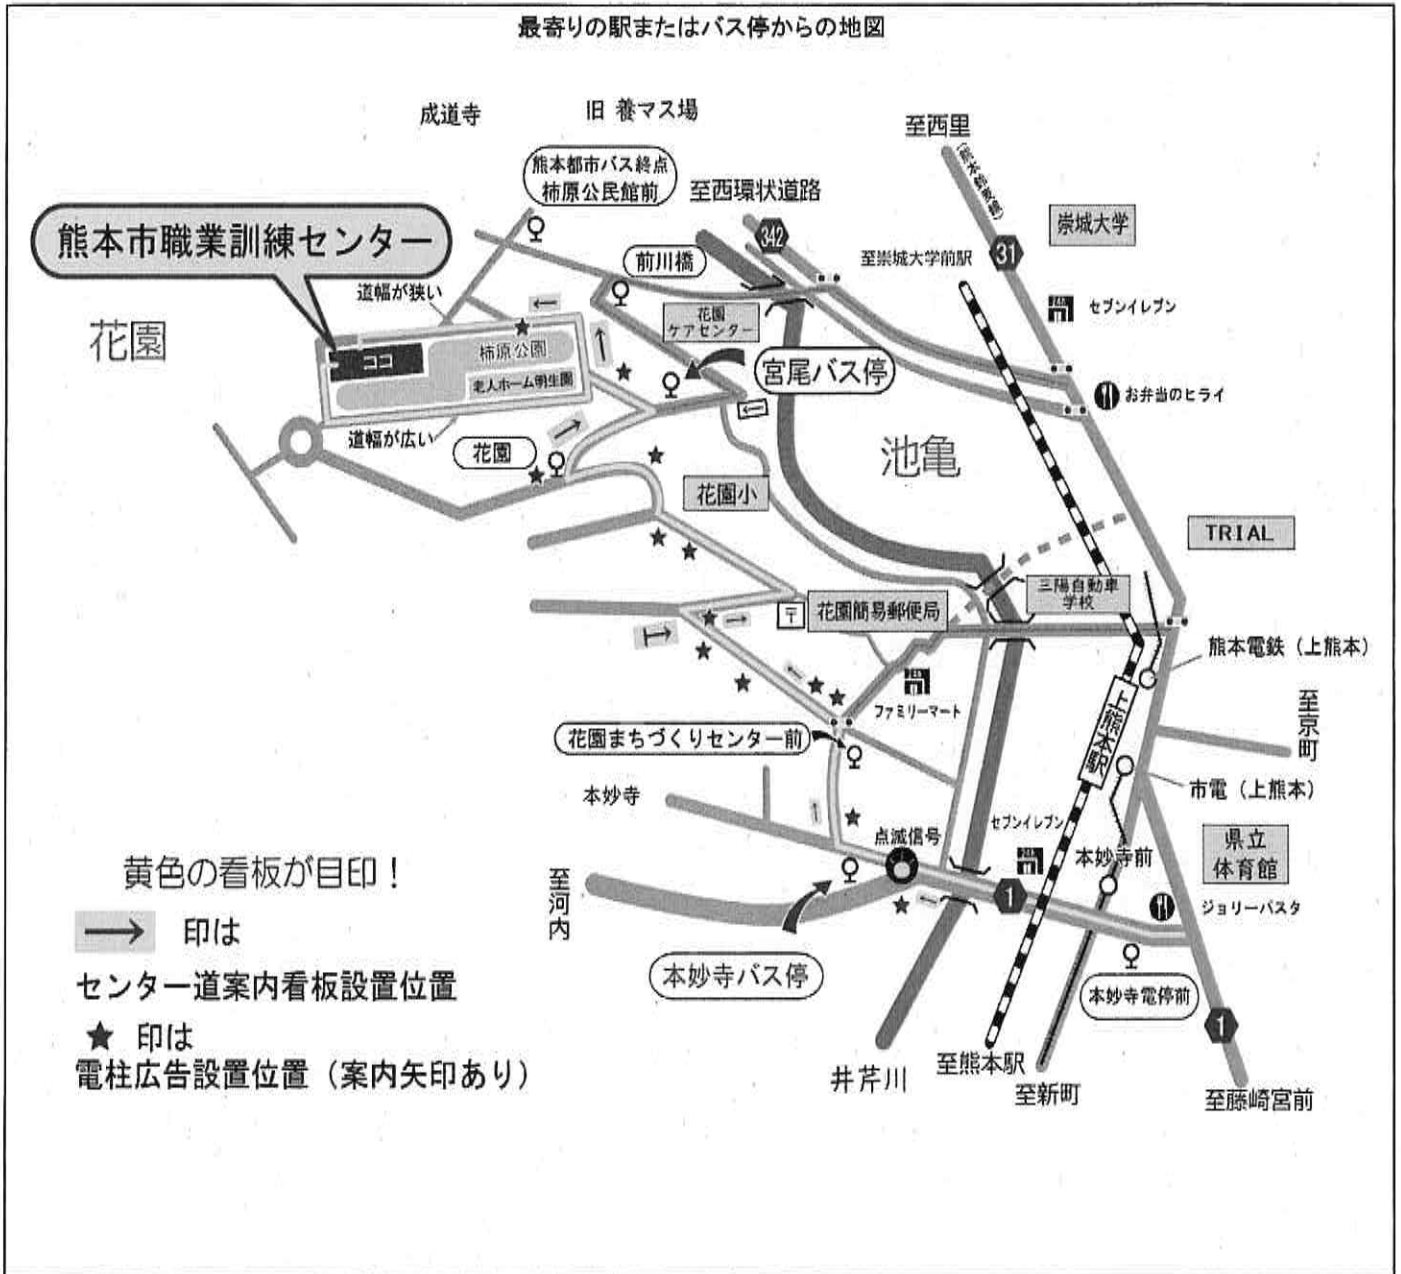 最寄りの駅またはバス停からの地図
成道寺
旧 養マス場
至西里
熊本都市バス終点
柿原公民館前
至西環状道路
342
崇城大学
熊本市職業訓練センター
前川橋
至崇城大学前駅
31
道幅が狭い
セブンイレブン
花園
花園
ケアセンター
柿原公園
ココ
宮尾バス停
老人ホーム明生園
お弁当のヒライ
道幅が広い
花園
池亀
花園小
TRIAL
三陽自動車
学校
〒
花園簡易郵便局
熊本電鉄（上熊本）
ファミリーマート
上熊本駅
至京町
花園まちづくりセンター前
本妙寺
市電（上熊本）
点滅信号
セブンイレブン
本妙寺前
県立
体育館
黄色の看板が目印！
至河内
1
ジョリーパスタ
→ 印は
本妙寺バス停
センター道案内看板設置位置
本妙寺電停前
★ 印は
1
電柱広告設置位置（案内矢印あり）
井芹川
至熊本駅
至新町
至藤崎宮前